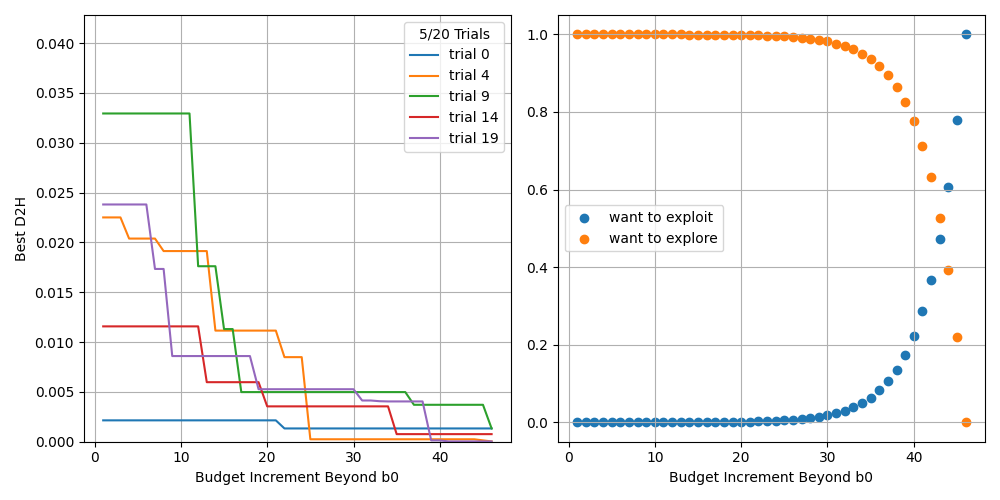 Best D2H
0.040
0.035
0.030
0.025
0.020
0.015
0.010
0.005
0.000
0
10
20
30
40
Budget Increment Beyond b0
5/20 Trials
trial 0
trial 4
trial 9
trial 14
trial 19
1.0
0.8
0.6
0.4
0.2
0.0
0
10
20
30
40
Budget Increment Beyond b0
want to exploit
want to explore